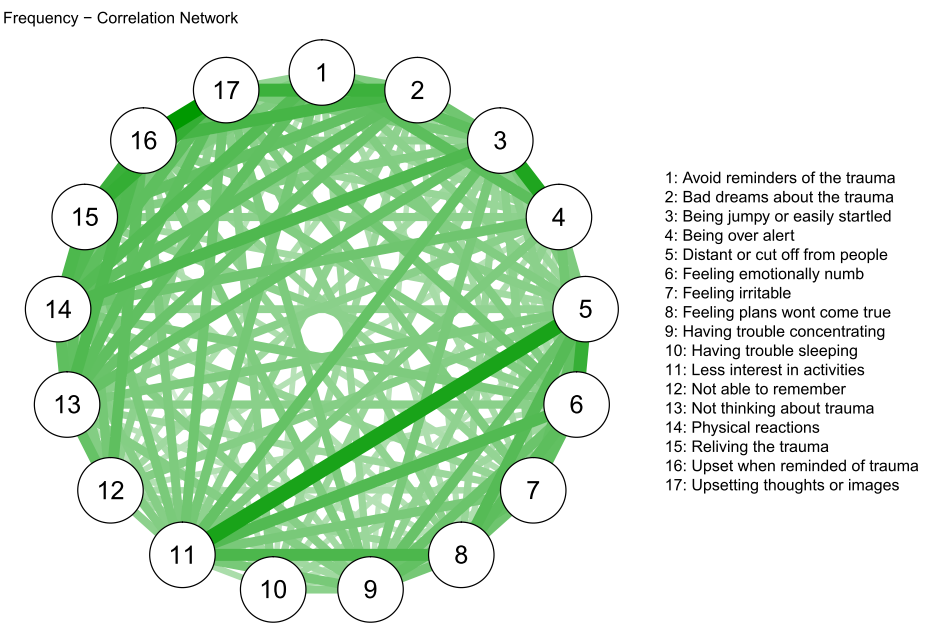 Frequency − Correlation Network
1
2
3
4
5
6
7
8
9
10
11
12
13
14
15
16
17
1: Avoid reminders of the trauma
2: Bad dreams about the trauma
3: Being jumpy or easily startled
4: Being over alert
5: Distant or cut off from people
6: Feeling emotionally numb
7: Feeling irritable
8: Feeling plans wont come true
9: Having trouble concentrating
10: Having trouble sleeping
11: Less interest in activities
12: Not able to remember
13: Not thinking about trauma
14: Physical reactions
15: Reliving the trauma
16: Upset when reminded of trauma
17: Upsetting thoughts or images